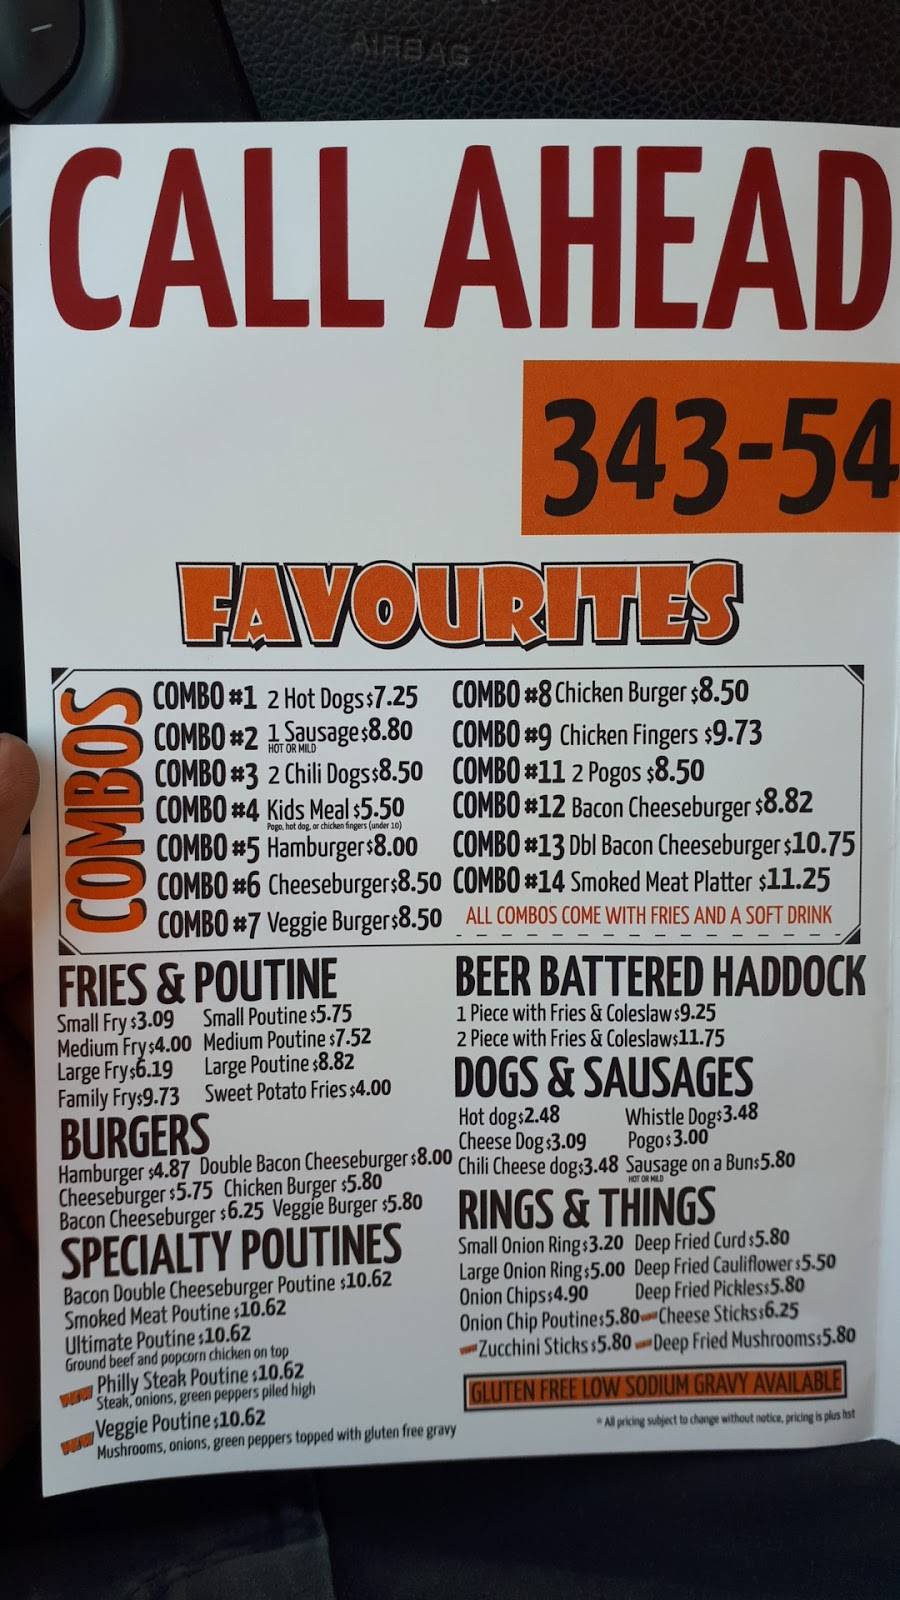 AIRBAG
CALL AHEAD
343-54
FAVOURITES
COMBOS
COMBO #1 2 Hot Dogs $7.25
COMBO #2 1 Sausage $8.80
HOT OR MILD
COMBO #3 2 Chili Dogs $8.50
COMBO #4 Kids Meal $5.50
Pogo, hot dog, or chicken fingers (under 10)
COMBO #5 Hamburger $8.00
COMBO #6 Cheeseburger $8.50
COMBO #7 Veggie Burger $8.50
COMBO #8 Chicken Burger $8.50
COMBO #9 Chicken Fingers $9.73
COMBO #11 2 Pogos $8.50
COMBO #12 Bacon Cheeseburger $8.82
COMBO #13 Dbl Bacon Cheeseburger $10.75
COMBO #14 Smoked Meat Platter $11.25
ALL COMBOS COME WITH FRIES AND A SOFT DRINK
FRIES & POUTINE
Small Fry $3.09 Small Poutine $5.75
Medium Fry $4.00 Medium Poutine $7.52
Large Fry $6.19 Large Poutine $8.82
Family Fry $9.73 Sweet Potato Fries $4.00
BURGERS
Hamburger $4.87 Double Bacon Cheeseburger $8.00
Cheeseburger $5.75 Chicken Burger $5.80
Bacon Cheeseburger $6.25 Veggie Burger $5.80
SPECIALTY POUTINES
Bacon Double Cheeseburger Poutine $10.62
Smoked Meat Poutine $10.62
Ultimate Poutine $10.62
Ground beef and popcorn chicken on top
NEW Philly Steak Poutine $10.62
Steak, onions, green peppers piled high
NEW Veggie Poutine $10.62
Mushrooms, onions, green peppers topped with gluten free gravy
BEER BATTERED HADDOCK
1 Piece with Fries & Coleslaw $9.25
2 Piece with Fries & Coleslaw $11.75
DOGS & SAUSAGES
Hot dog $2.48 Whistle Dog $3.48
Cheese Dog $3.09 Pogo $3.00
Chili Cheese dog $3.48 Sausage on a Bun $5.80
HOT OR MILD
RINGS & THINGS
Small Onion Ring $3.20 Deep Fried Curd $5.80
Large Onion Ring $5.00 Deep Fried Cauliflower $5.50
Onion Chips $4.90 Deep Fried Pickles $5.80
Onion Chip Poutine $5.80 NEW Cheese Sticks $6.25
NEW Zucchini Sticks $5.80 NEW Deep Fried Mushrooms $5.80
GLUTEN FREE LOW SODIUM GRAVY AVAILABLE
* All pricing subject to change without notice, pricing is plus hst